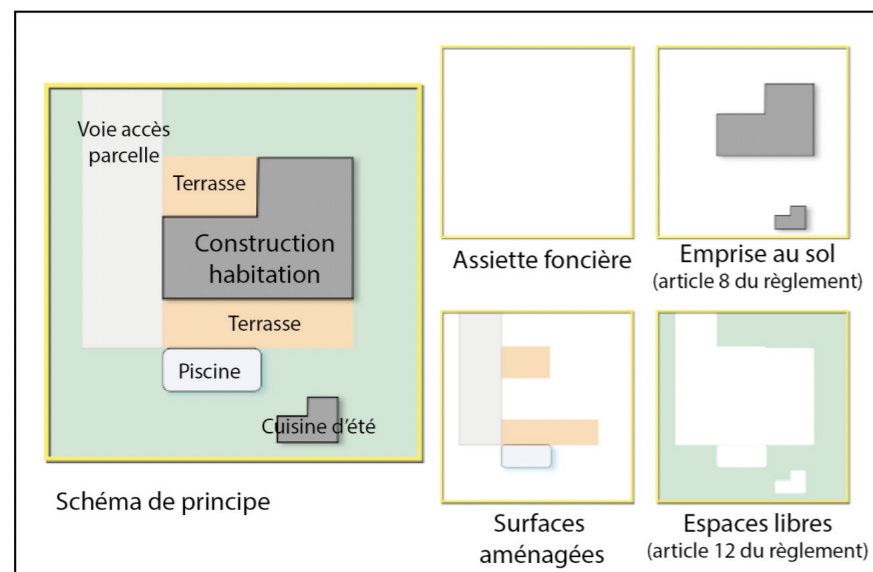 Voie accès
parcelle
Terrasse
Construction
habitation
Terrasse
Piscine
Cuisine d'été
Schéma de principe
Assiette foncière
Emprise au sol
(article 8 du règlement)
Surfaces
aménagées
Espaces libres
(article 12 du règlement)